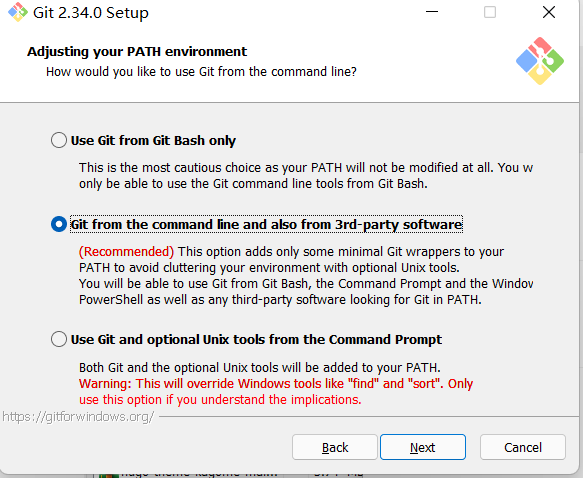 Git 2.34.0 Setup
Adjusting your PATH environment
How would you like to use Git from the command line?
Use Git from Git Bash only
This is the most cautious choice as your PATH will not be modified at all. You w
only be able to use the Git command line tools from Git Bash.
Git from the command line and also from 3rd-party software
(Recommended) This option adds only some minimal Git wrappers to your
PATH to avoid cluttering your environment with optional Unix tools.
You will be able to use Git from Git Bash, the Command Prompt and the Window
PowerShell as well as any third-party software looking for Git in PATH.
Use Git and optional Unix tools from the Command Prompt
Both Git and the optional Unix tools will be added to your PATH.
Warning: This will override Windows tools like "find" and "sort". Only
use this option if you understand the implications.
https://gitforwindows.org/
Back Next Cancel